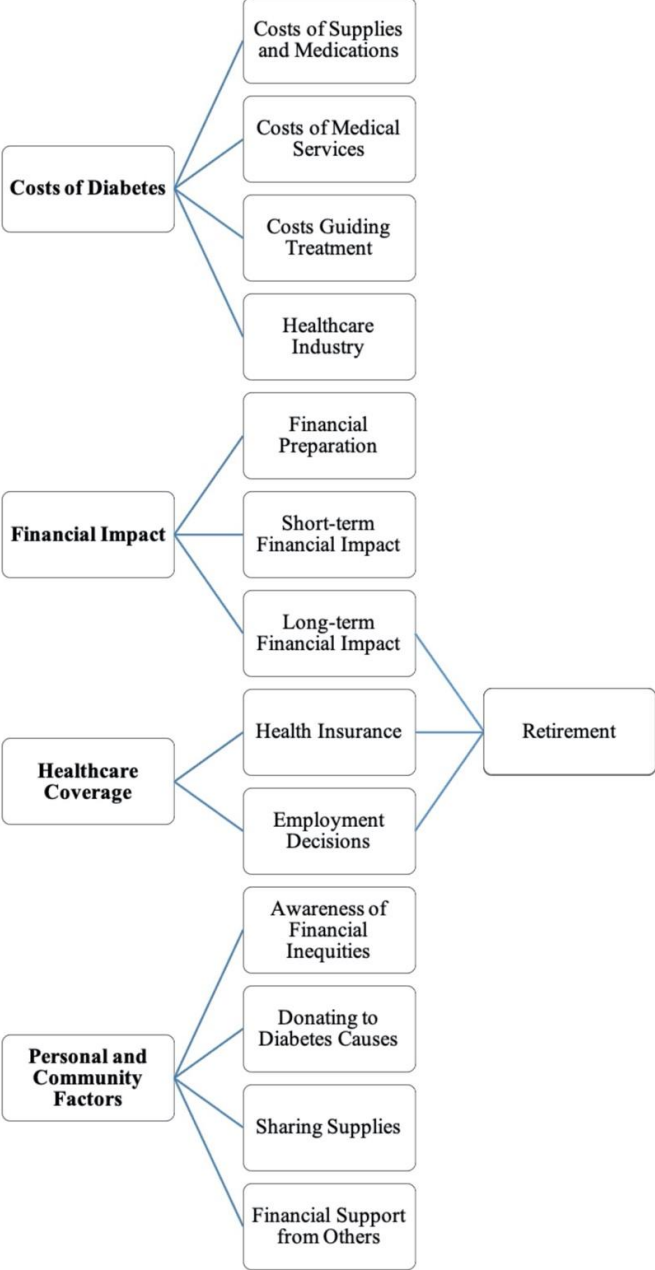 Costs of Diabetes
Costs of Supplies
and Medications
Costs of Medical
Services
Costs Guiding
Treatment
Healthcare
Industry
Financial Impact
Financial
Preparation
Short-term
Financial Impact
Long-term
Financial Impact
Healthcare
Coverage
Health Insurance
Employment
Decisions
Retirement
Personal and
Community
Factors
Awareness of
Financial
Inequities
Donating to
Diabetes Causes
Sharing Supplies
Financial Support
from Others